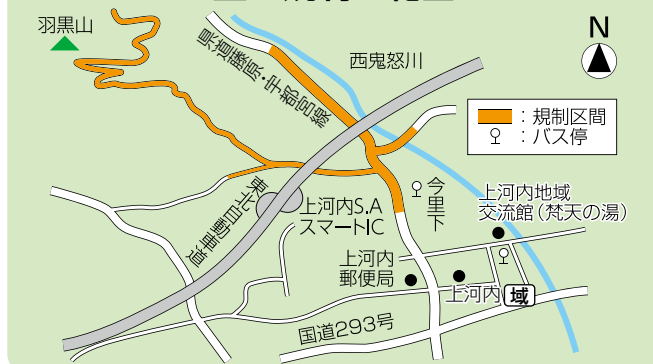 羽黒山
県道藤原・宇都宮線
西鬼怒川
N
：規制区間
：バス停
東北自動車道
上河内S.A
スマートIC
今里下
上河内地域
交流館（梵天の湯）
上河内
郵便局
上河内 域
国道293号